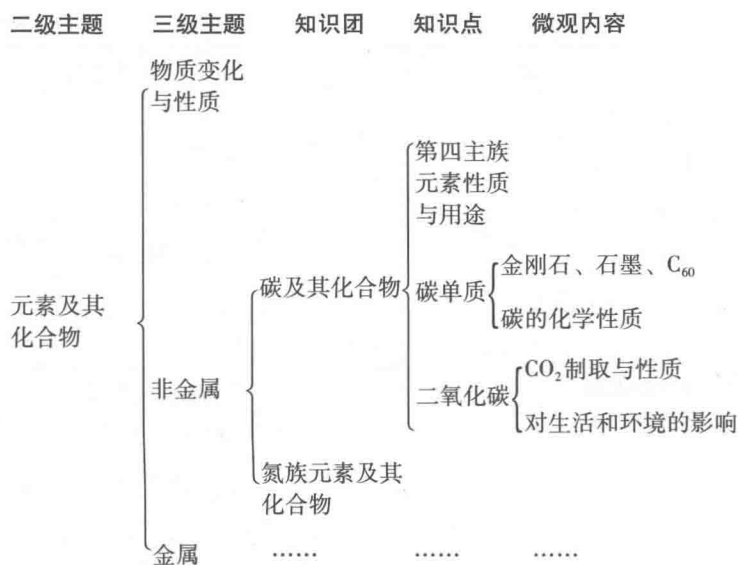 二级主题 三级主题 知识团 知识点 微观内容
物质变化
与性质
第四主族
元素性质
与用途
金刚石、石墨、C₆₀
碳及其化合物 碳单质
元素及其
化合物
碳的化学性质
CO₂制取与性质
非金属 二氧化碳
对生活和环境的影响
氮族元素及其
化合物
金属 …… …… ……